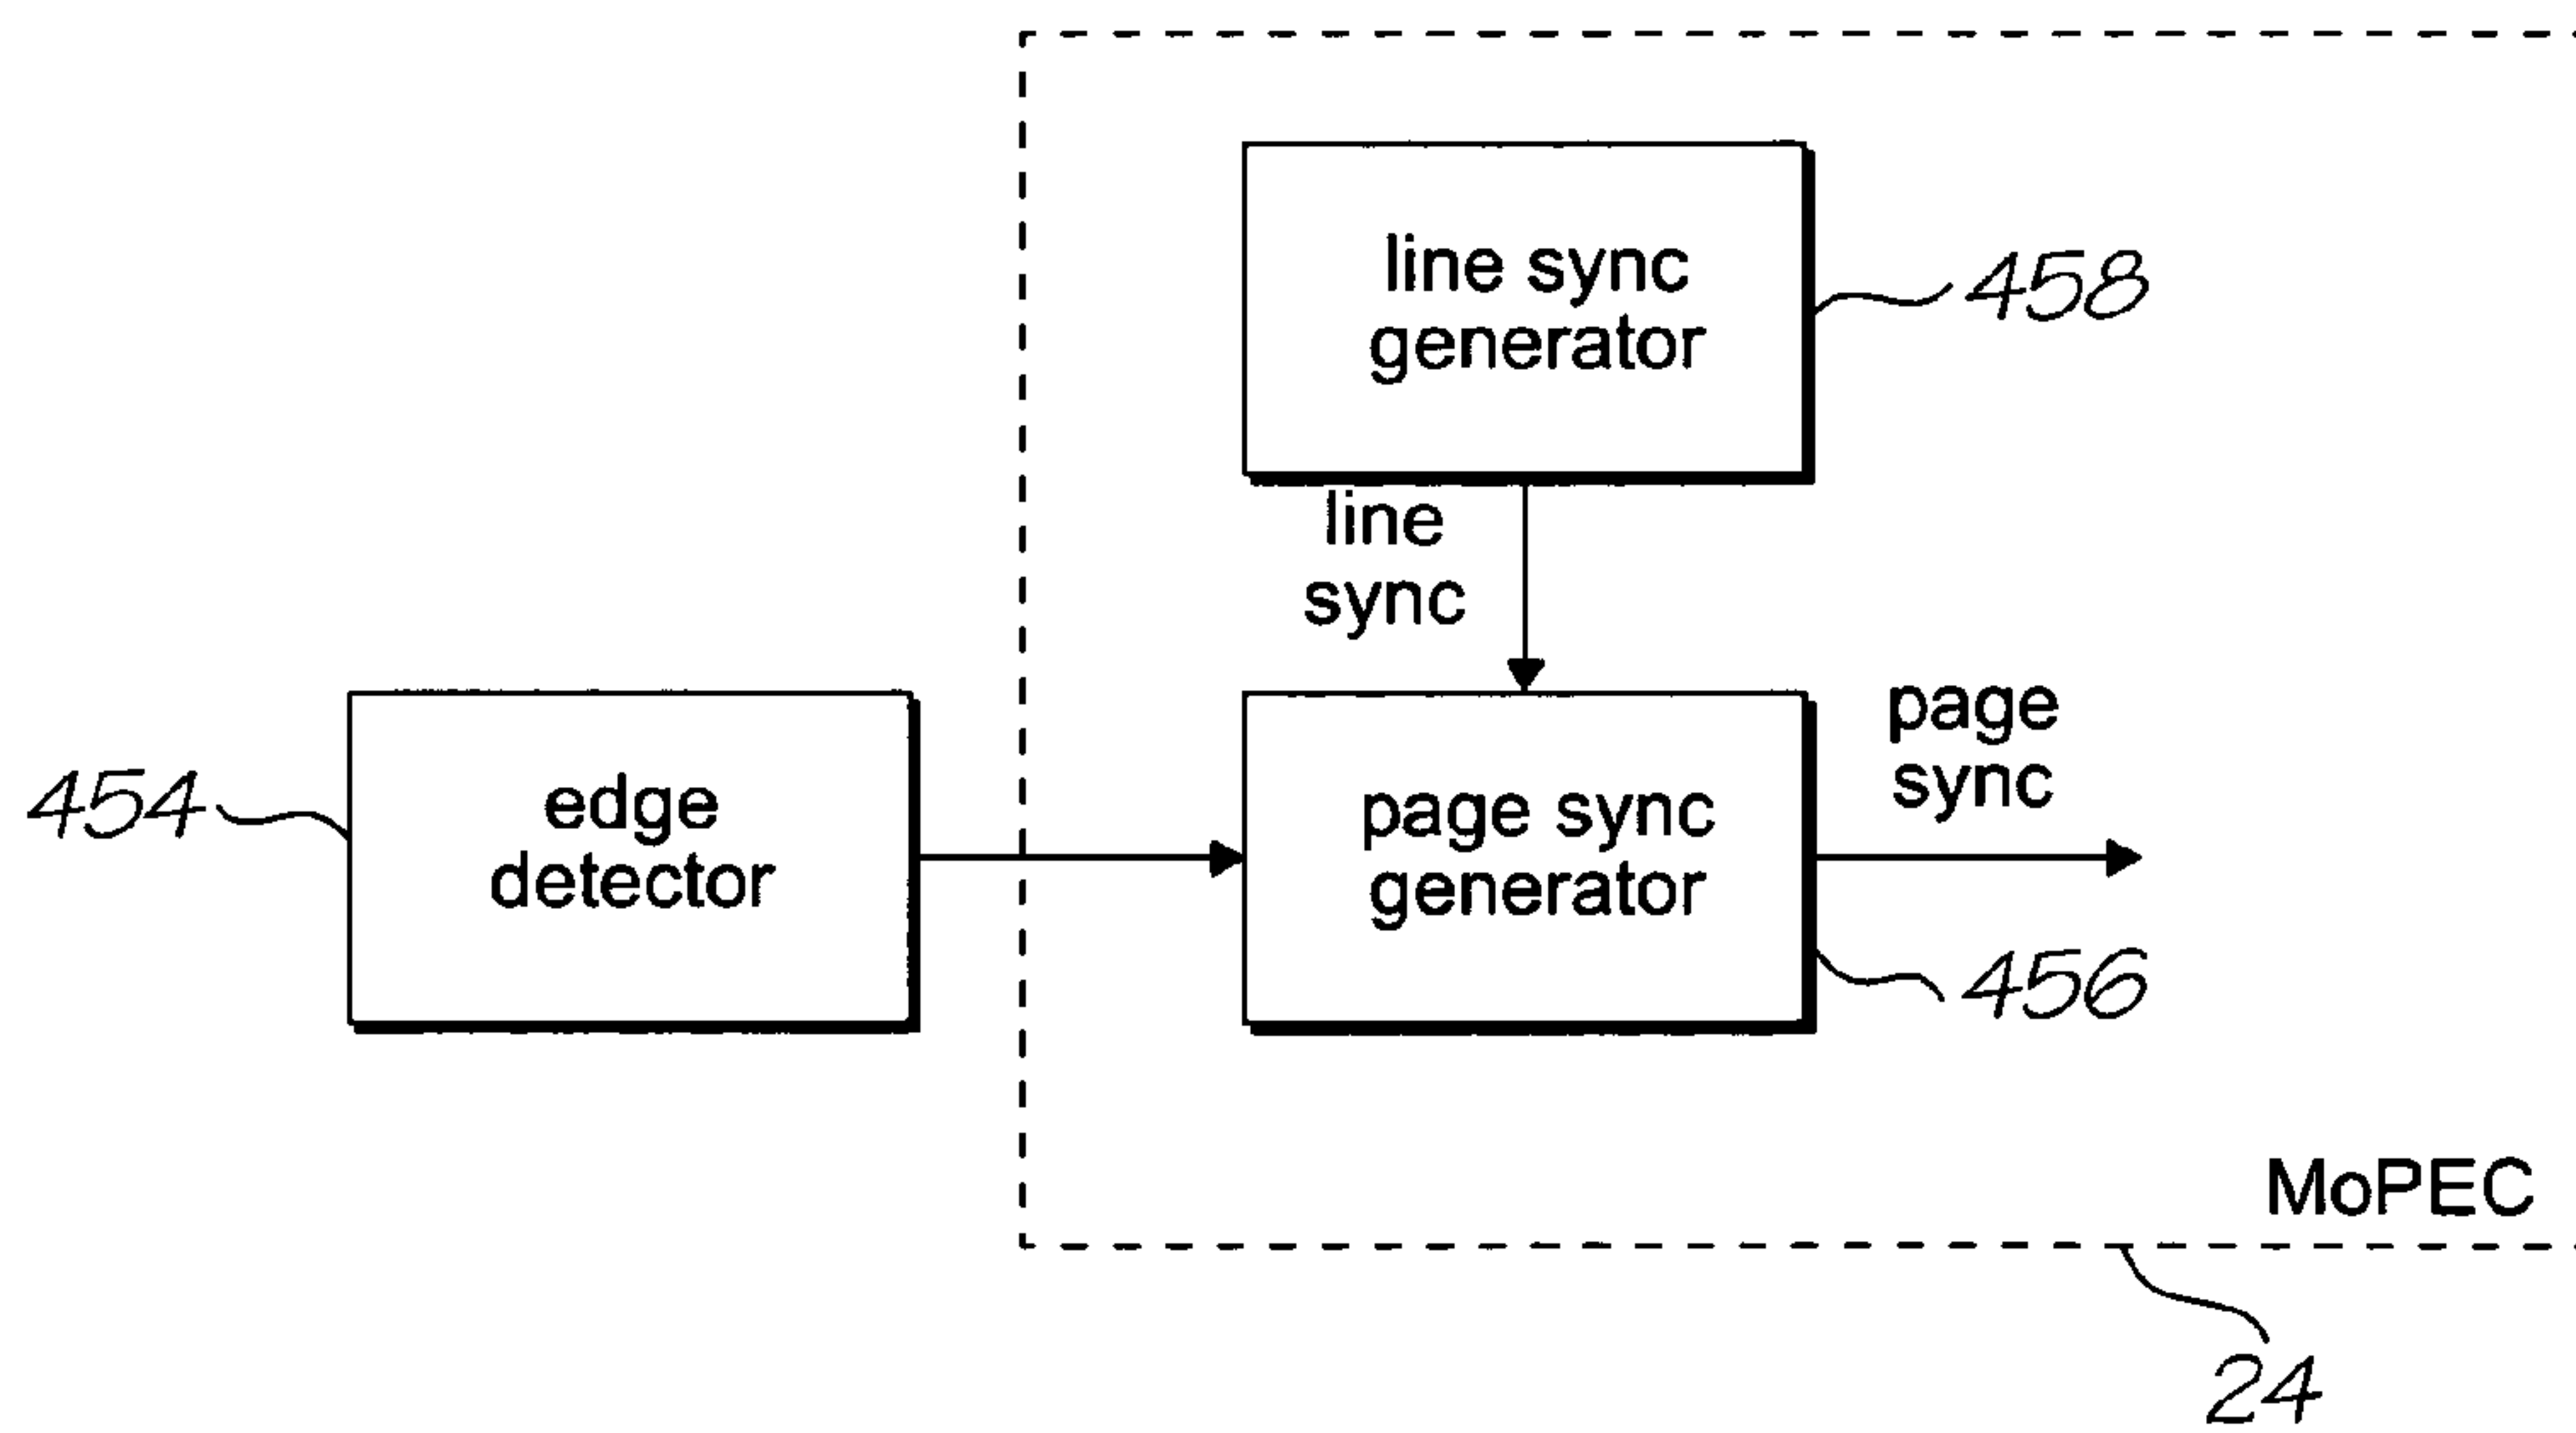 line sync
generator
458
line
sync
page
sync
454
edge
detector
page sync
generator
456
MoPEC
24